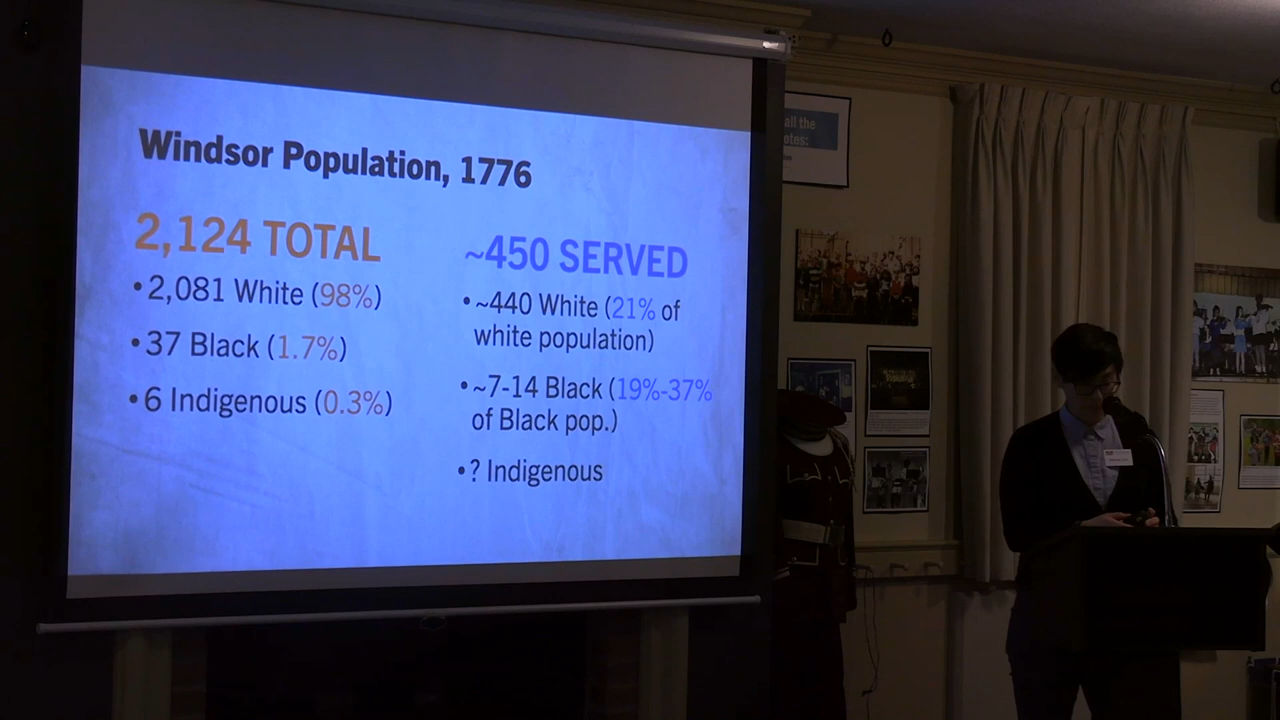 Windsor Population, 1776
2,124 TOTAL
• 2,081 White (98%)
• 37 Black (1.7%)
• 6 Indigenous (0.3%)
~450 SERVED
• ~440 White (21% of
white population)
• ~7-14 Black (19%-37%
of Black pop.)
• ? Indigenous
all the
otes: